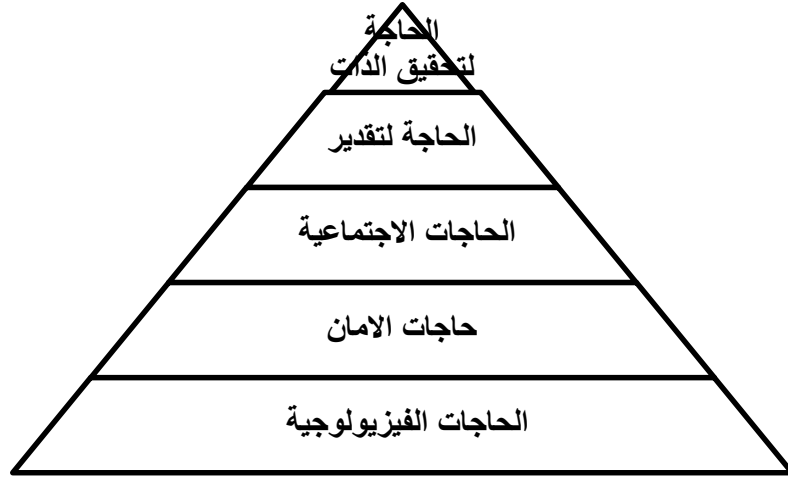 الحاجة
لتحقيق الذات
الحاجة لتقدير
الحاجات الاجتماعية
حاجات الامان
الحاجات الفيزيولوجية